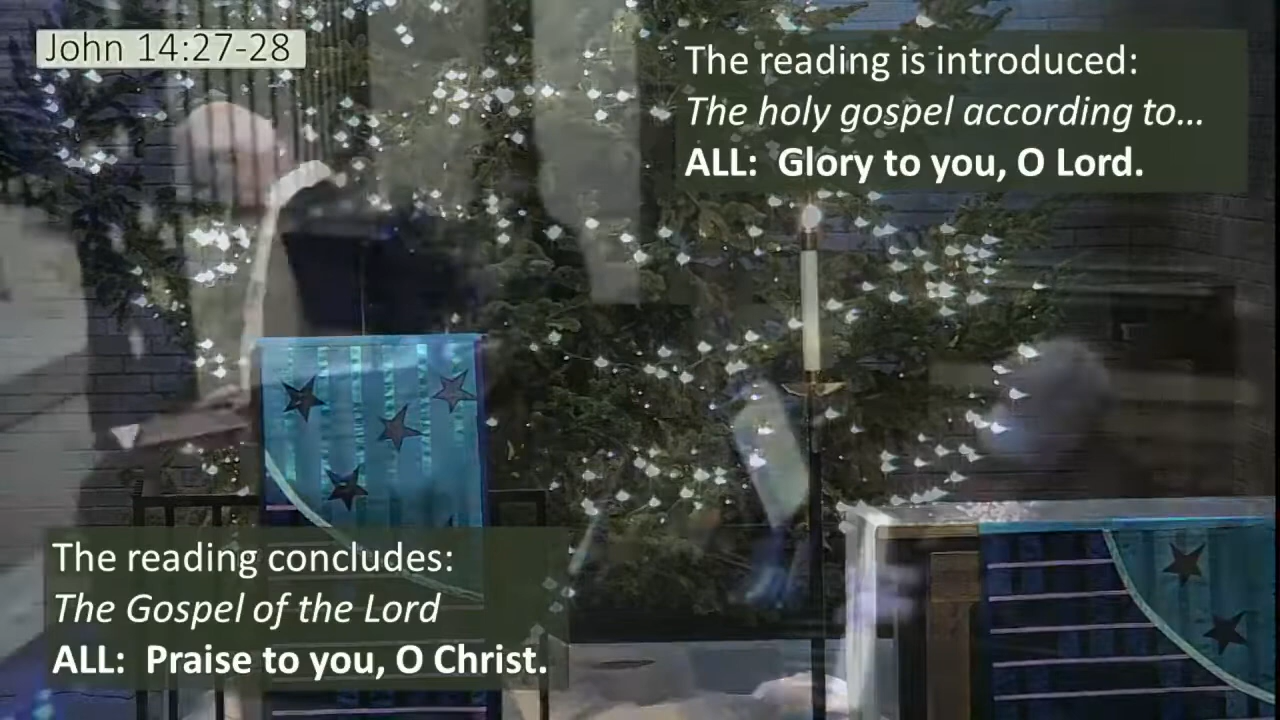 John 14:27-28
The reading is introduced:
The holy gospel according to...
ALL:  Glory to you, O Lord.
The reading concludes:
The Gospel of the Lord
ALL:  Praise to you, O Christ.